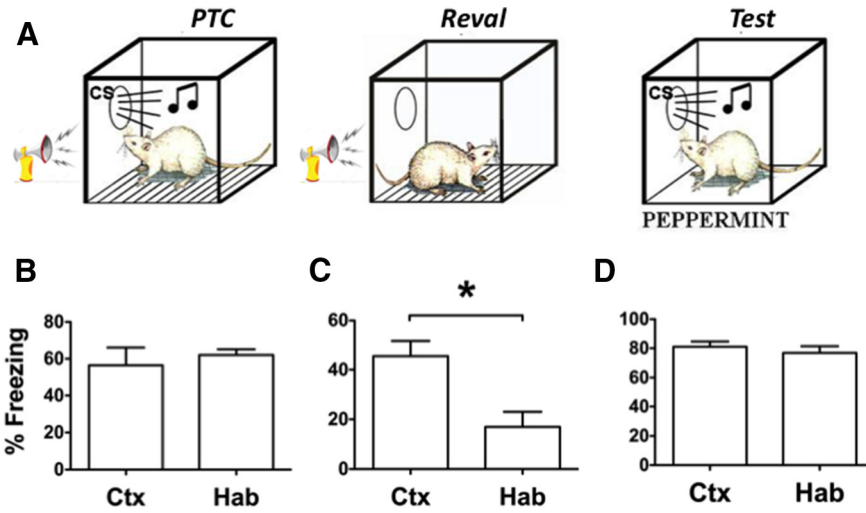 A
PTC
Reval
Test
CS
CS
PEPPERMINT
B
C
D
*
% Freezing
80
60
40
20
0
Ctx
Hab
60
40
20
0
Ctx
Hab
100
80
60
40
20
0
Ctx
Hab